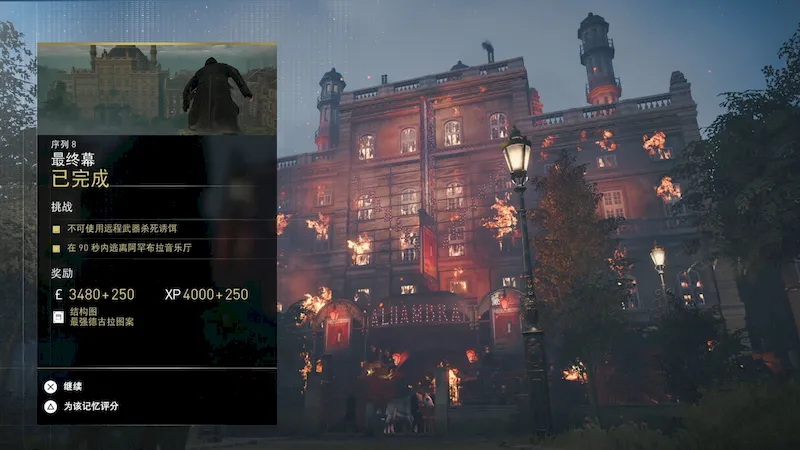 序列 8
最终幕
已完成
挑战
不可使用远程武器杀死诱饵
在 90 秒内逃离阿罕布拉音乐厅
奖励
£ 3480+250 XP 4000+250
结构图
最强德古拉图案
继续
为该记忆评分
ALHAMBRA